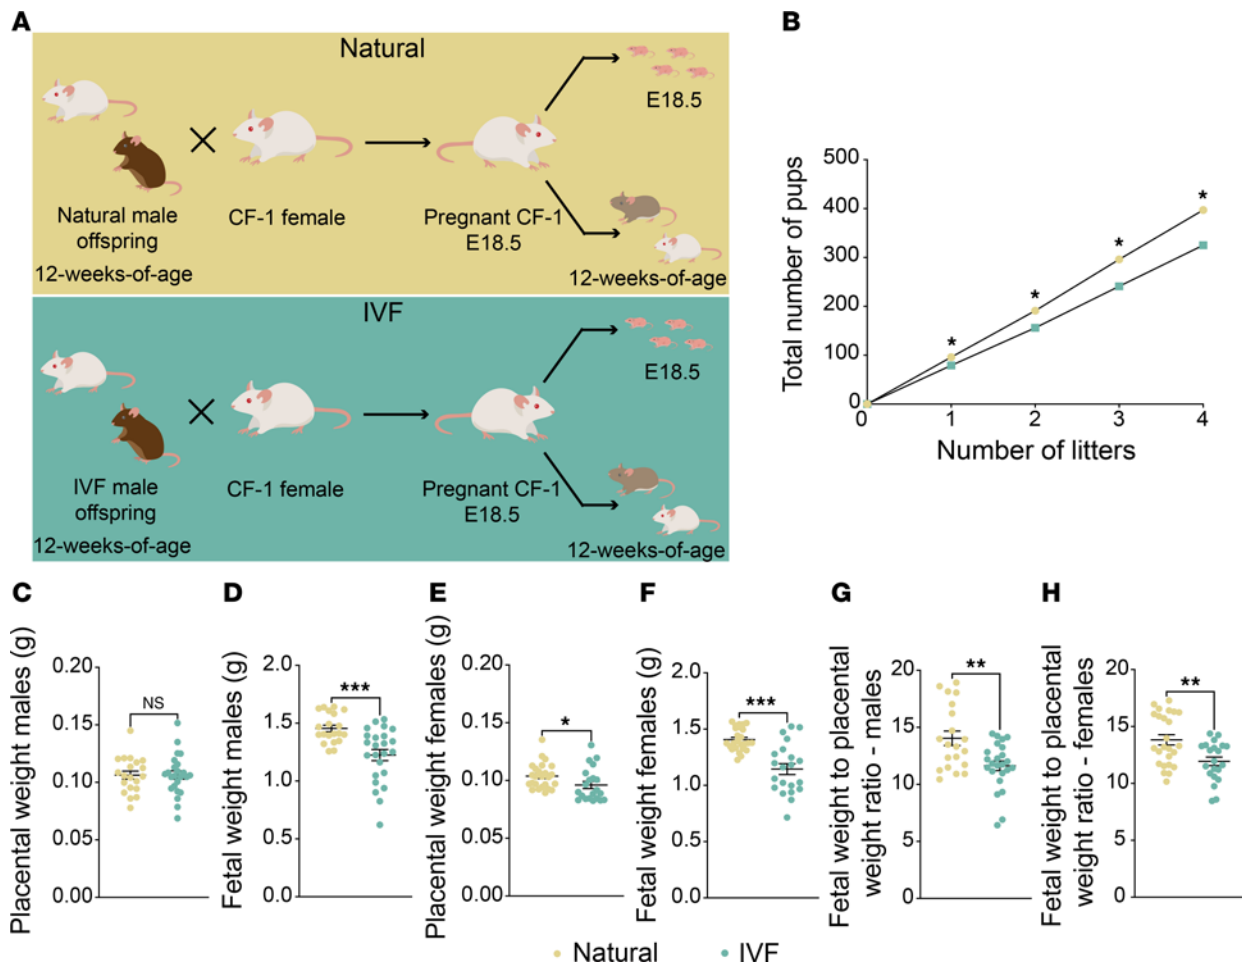 A
Natural
E18.5
Natural male
offspring
12-weeks-of-age
CF-1 female
Pregnant CF-1
E18.5
12-weeks-of-age
IVF
E18.5
IVF male
offspring
12-weeks-of-age
CF-1 female
Pregnant CF-1
E18.5
12-weeks-of-age
B
Total number of pups
500
400
300
200
100
0
* * * *
0 1 2 3 4
Number of litters
C
Placental weight males (g)
0.20
0.15
0.10
0.05
0.00
NS
D
Fetal weight males (g)
2.0
1.5
1.0
1.5
0.0
***
E
Placental weight females (g)
0.20
0.15
0.10
0.05
0.00
*
F
Fetal weight females (g)
2.0
1.5
1.0
1.5
0.0
***
G
Fetal weight to placental
weight ratio - males
20
15
10
5
0
**
H
Fetal weight to placental
weight ratio - females
20
15
10
5
0
**
Natural
IVF